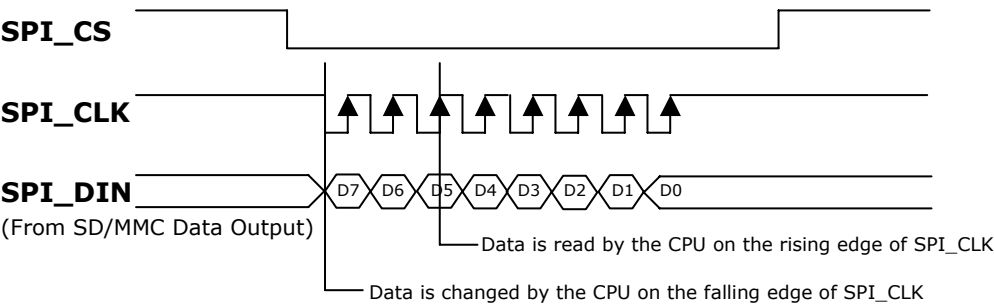 SPI_CS
SPI_CLK
SPI_DIN
D7 D6 D5 D4 D3 D2 D1 D0
(From SD/MMC Data Output)
Data is read by the CPU on the rising edge of SPI_CLK
Data is changed by the CPU on the falling edge of SPI_CLK